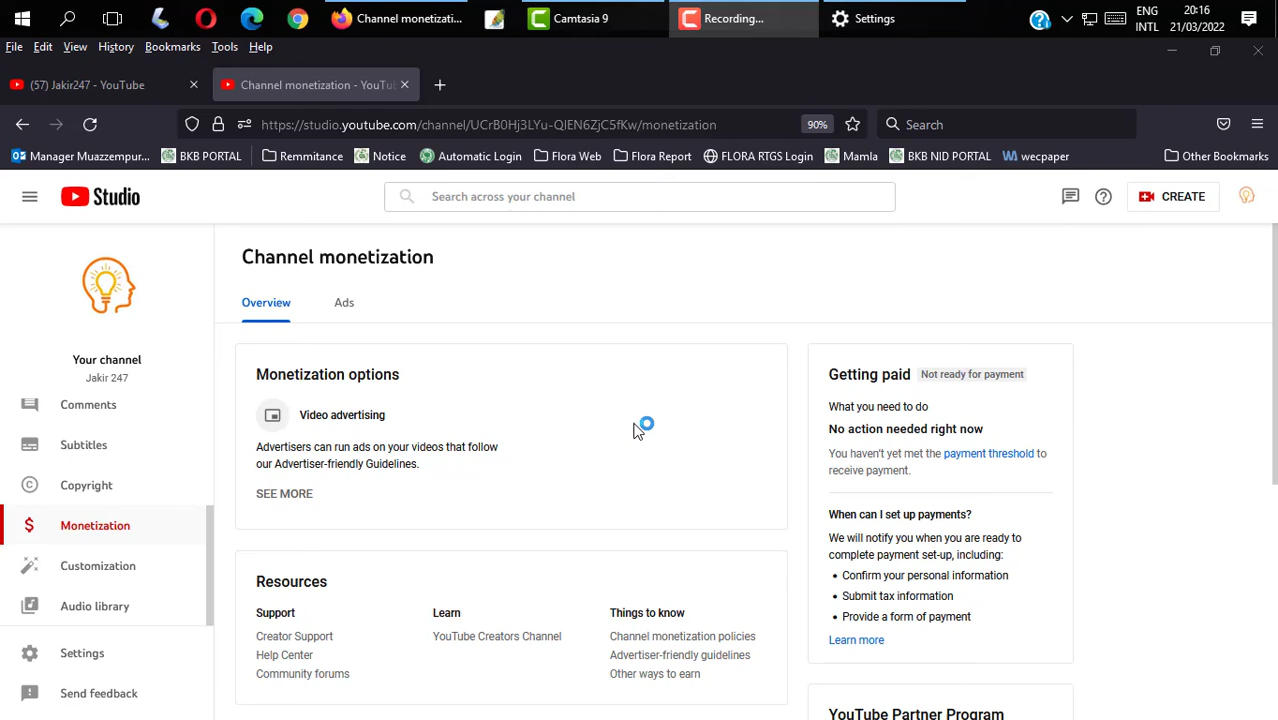 Channel monetizati...
Camtasia 9
Recording...
Settings
ENG
INTL
20:16
21/03/2022
File Edit View History Bookmarks Tools Help
(57) Jakir247 - YouTube
Channel monetization - YouTu
https://studio.youtube.com/channel/UCrB0Hj3LYu-QIEN6ZjC5fKw/monetization
90%
Search
Manager Muazzempur...
BKB PORTAL
Remmitance
Notice
Automatic Login
Flora Web
Flora Report
FLORA RTGS Login
Mamla
BKB NID PORTAL
wecpaper
Other Bookmarks
Studio
Search across your channel
CREATE
Your channel
Jakir 247
Comments
Subtitles
Copyright
Monetization
Customization
Audio library
Settings
Send feedback
Channel monetization
Overview
Ads
Monetization options
Video advertising
Advertisers can run ads on your videos that follow
our Advertiser-friendly Guidelines.
SEE MORE
Resources
Support
Creator Support
Help Center
Community forums
Learn
YouTube Creators Channel
Things to know
Channel monetization policies
Advertiser-friendly guidelines
Other ways to earn
Getting paid
Not ready for payment
What you need to do
No action needed right now
You haven't yet met the payment threshold to
receive payment.
When can I set up payments?
We will notify you when you are ready to
complete payment set-up, including:
• Confirm your personal information
• Submit tax information
• Provide a form of payment
Learn more
YouTube Partner Program